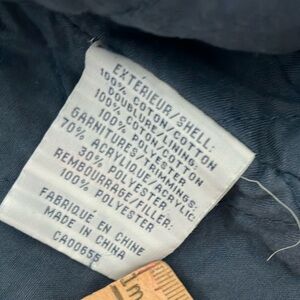 EXTÉRIEUR/SHELL:
100% COTON/COTTON
DOUBLURE/LINING:
100% COTON/COTTON
100% POLYESTER
GARNITURES/TRIMMINGS:
70% ACRYLIQUE/ACRYLIC
30% POLYESTER
REMBOURRAGE/FILLER:
100% POLYESTER
FABRIQUE EN CHINE
MADE IN CHINA
CA00655